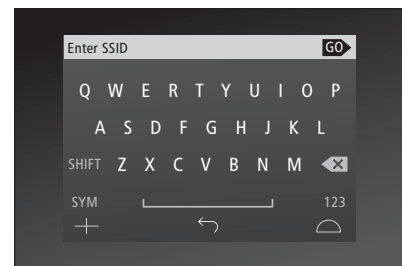 Enter SSID GO
Q W E R T Y U I O P
A S D F G H J K L
SHIFT Z X C V B N M
SYM 123